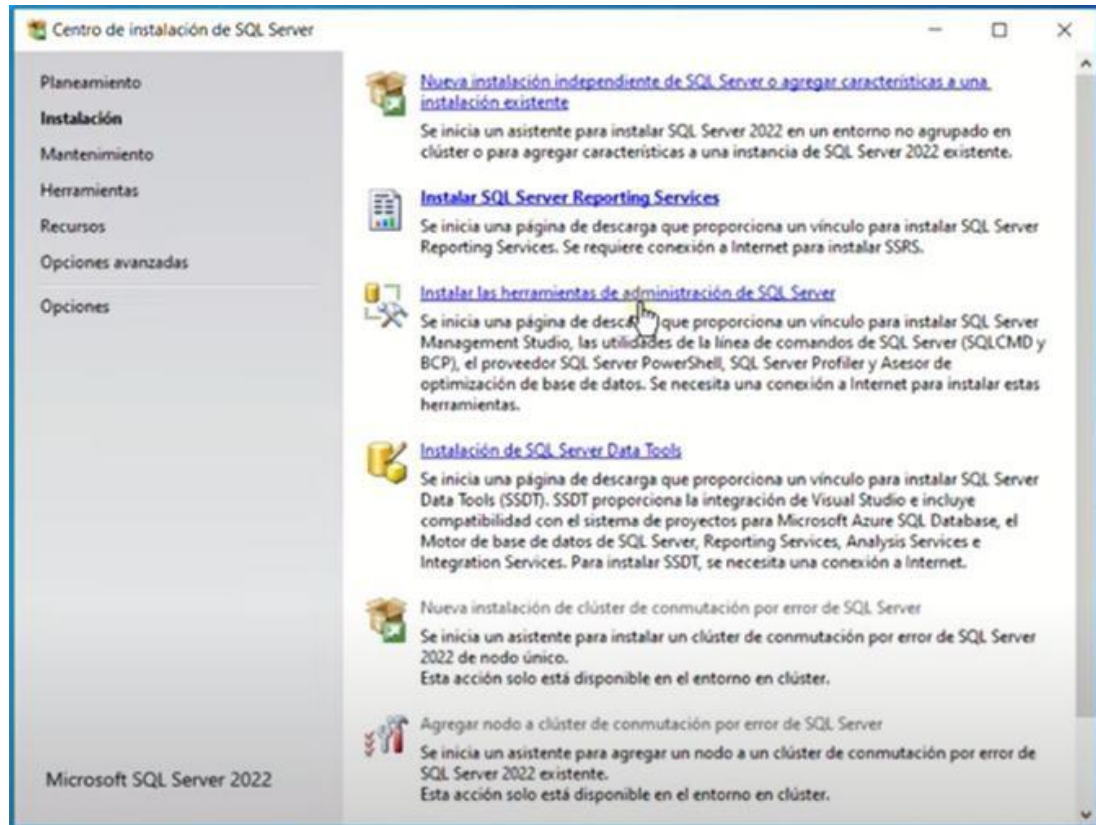 Centro de instalación de SQL Server
Planeamiento
Instalación
Mantenimiento
Herramientas
Recursos
Opciones avanzadas
Opciones
Nueva instalación independiente de SQL Server o agregar características a una
instalación existente
Se inicia un asistente para instalar SQL Server 2022 en un entorno no agrupado en
clúster o para agregar características a una instancia de SQL Server 2022 existente.
Instalar SQL Server Reporting Services
Se inicia una página de descarga que proporciona un vínculo para instalar SQL Server
Reporting Services. Se requiere conexión a Internet para instalar SSRS.
Instalar las herramientas de administración de SQL Server
Se inicia una página de desca que proporciona un vínculo para instalar SQL Server
Management Studio, las utilidades de la línea de comandos de SQL Server (SQLCMD y
BCP), el proveedor SQL Server PowerShell, SQL Server Profiler y Asesor de
optimización de base de datos. Se necesita una conexión a Internet para instalar estas
herramientas.
Instalación de SQL Server Data Tools
Se inicia una página de descarga que proporciona un vínculo para instalar SQL Server
Data Tools (SSDT). SSDT proporciona la integración de Visual Studio e incluye
compatibilidad con el sistema de proyectos para Microsoft Azure SQL Database, el
Motor de base de datos de SQL Server, Reporting Services, Analysis Services e
Integration Services. Para instalar SSDT, se necesita una conexión a Internet.
Nueva instalación de clúster de conmutación por error de SQL Server
Se inicia un asistente para instalar un clúster de conmutación por error de SQL Server
2022 de nodo único.
Esta acción solo está disponible en el entorno en clúster.
Agregar nodo a clúster de conmutación por error de SQL Server
Se inicia un asistente para agregar un nodo a un clúster de conmutación por error de
SQL Server 2022 existente.
Esta acción solo está disponible en el entorno en clúster.
Microsoft SQL Server 2022